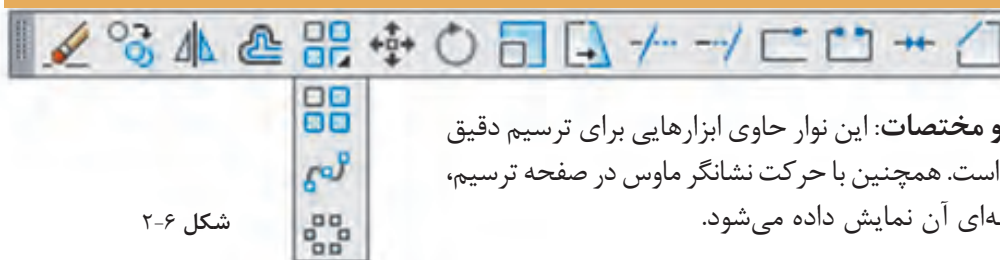 و مختصات: این نوار حاوی ابزارهایی برای ترسیم دقیق
است. همچنین با حرکت نشانگر ماوس در صفحه ترسیم،
آن نمایش داده می‌شود.
شکل ۶-۲